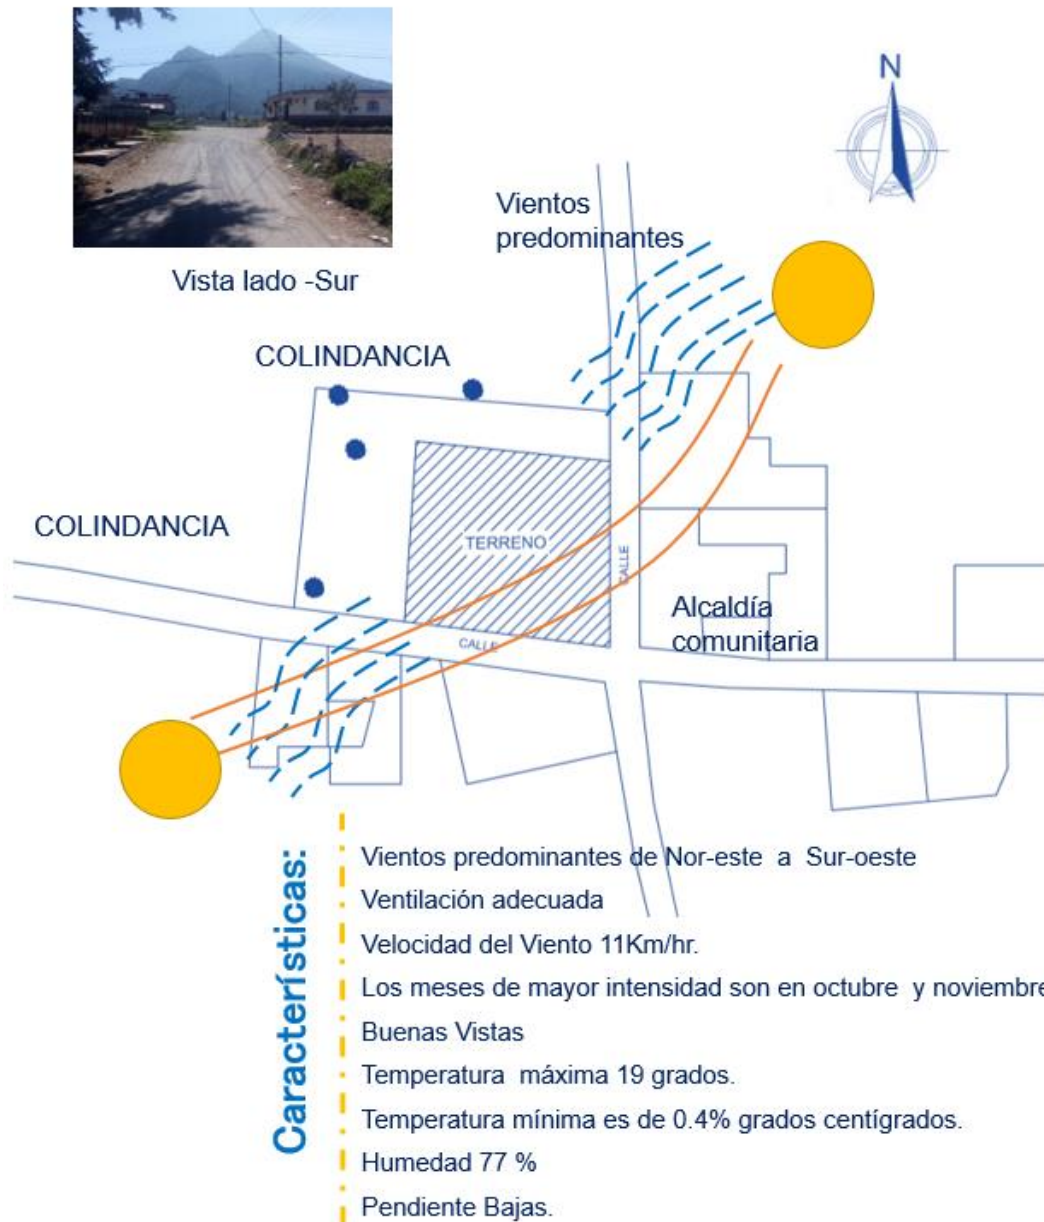 N
Vientos
predominantes
Vista lado -Sur
COLINDANCIA
COLINDANCIA
TERRENO
CALLE
Alcaldía
comunitaria
CALLE
Características:
Vientos predominantes de Nor-este a Sur-oeste
Ventilación adecuada
Velocidad del Viento 11Km/hr.
Los meses de mayor intensidad son en octubre y noviembre
Buenas Vistas
Temperatura máxima 19 grados.
Temperatura mínima es de 0.4% grados centígrados.
Humedad 77 %
Pendiente Bajas.